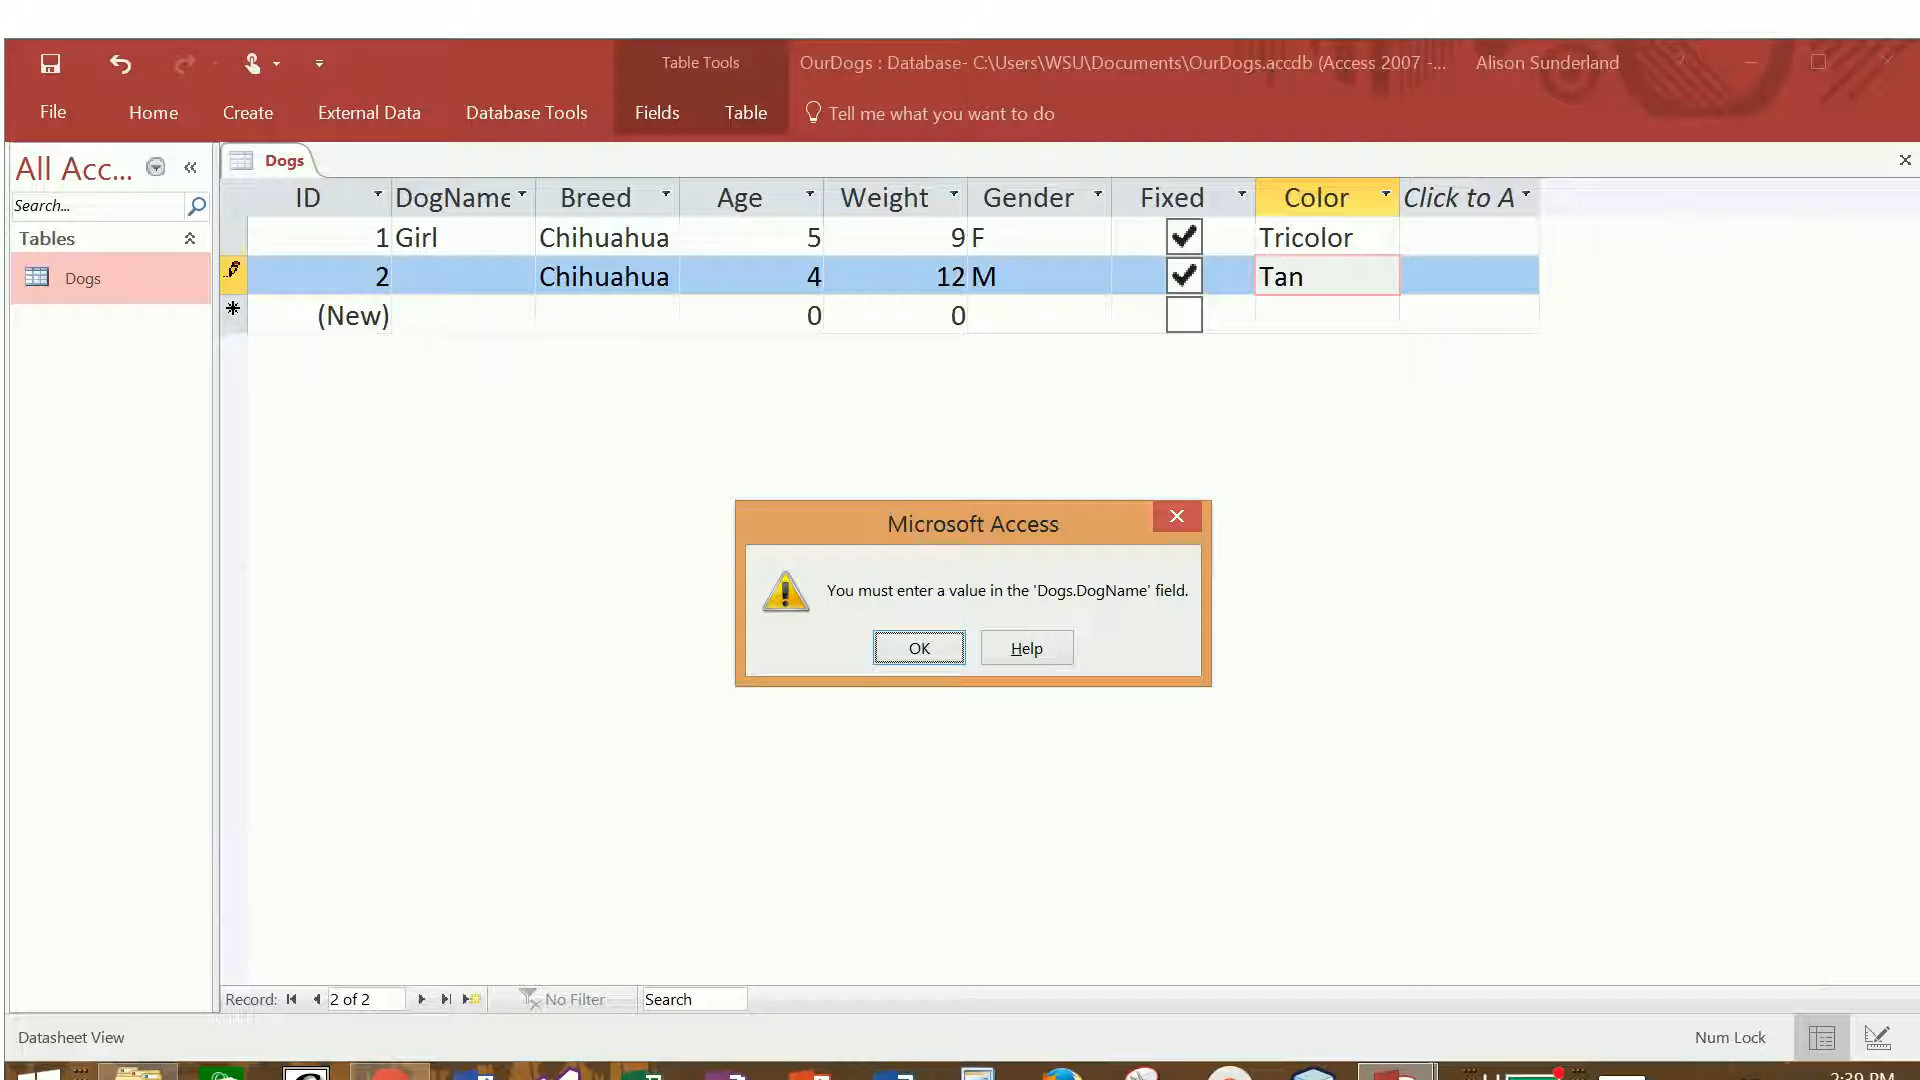 Table Tools
OurDogs : Database- C:\Users\WSU\Documents\OurDogs.accdb (Access 2007 -...
Alison Sunderland
File
Home
Create
External Data
Database Tools
Fields
Table
Tell me what you want to do
All Acc...
Search...
Tables
Dogs
Dogs
ID DogName Breed Age Weight Gender Fixed Color Click to A
1 Girl Chihuahua 5 9 F Tricolor
2 Chihuahua 4 12 M Tan
(New) 0 0
Microsoft Access
You must enter a value in the 'Dogs.DogName' field.
OK
Help
Record: 2 of 2 No Filter Search
Datasheet View
Num Lock
2:39 PM